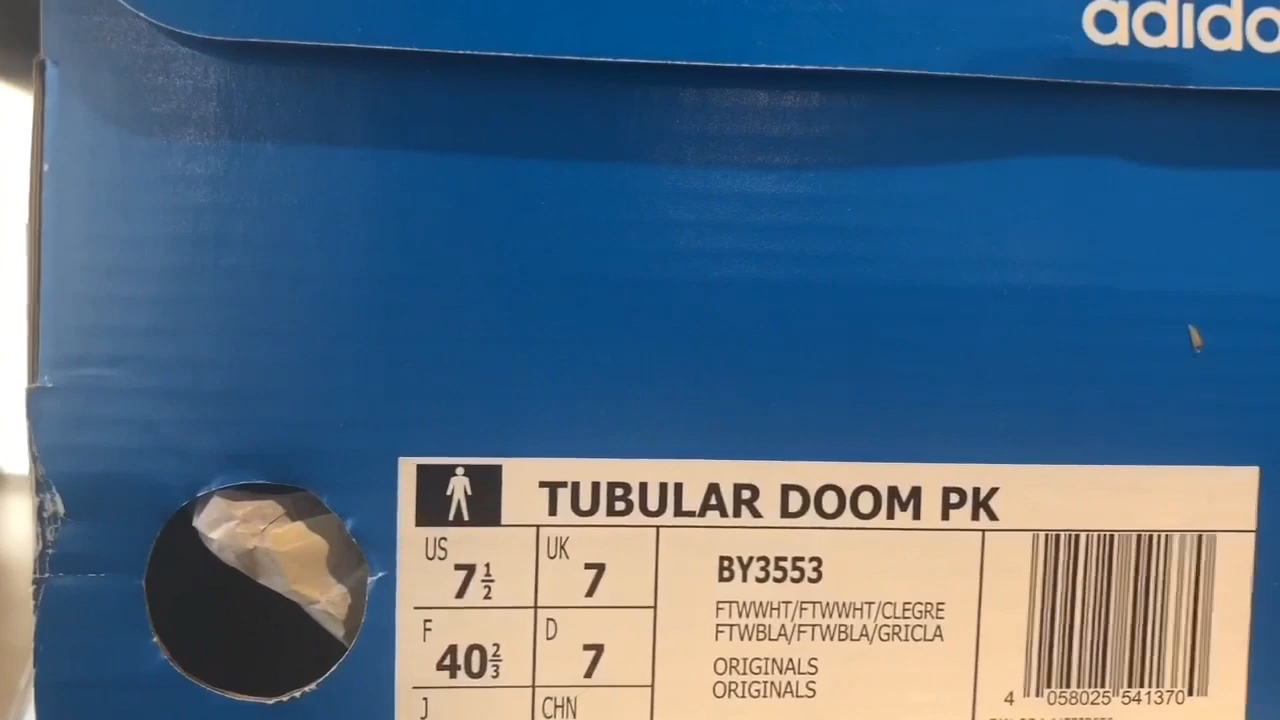 adida
TUBULAR DOOM PK
US 7½ UK 7
F 40⅔ D 7
J CHN
BY3553
FTWWHT/FTWWHT/CLEGRE
FTWBLA/FTWBLA/GRICLA
ORIGINALS
ORIGINALS
4 058025 541370